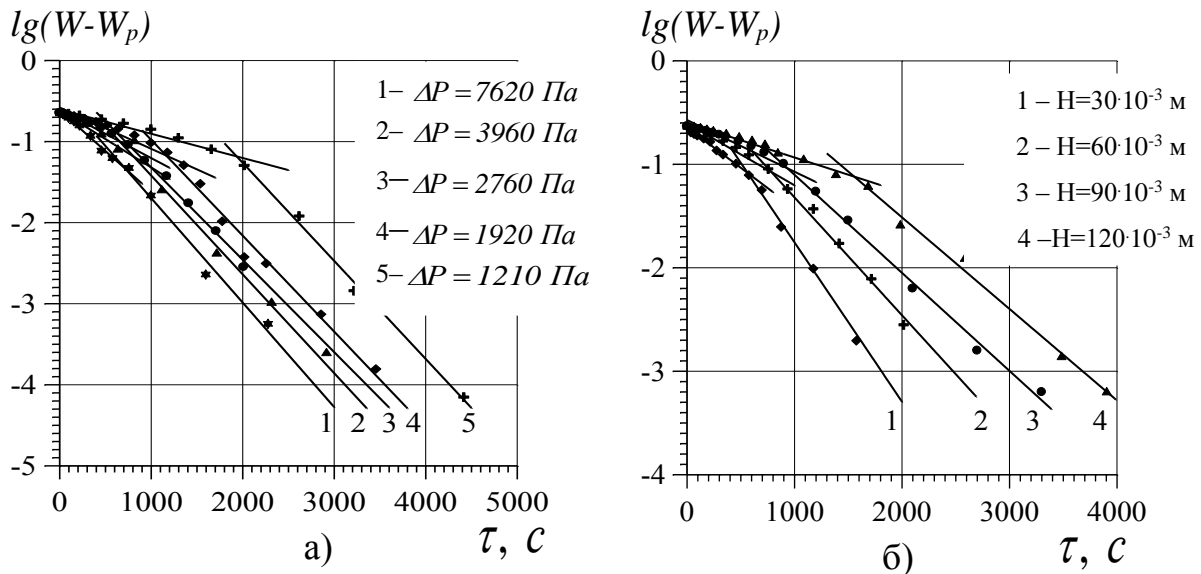 lg(W-Wp)
0
-1
-2
-3
-4
-5
0 1000 2000 3000 4000 5000
1– ΔP = 7620 Па
2– ΔP = 3960 Па
3– ΔP = 2760 Па
4– ΔP = 1920 Па
5– ΔP = 1210 Па
1 2 3 4 5
а)
τ, с
lg(W-Wp)
0
-1
-2
-3
-4
0 1000 2000 3000 4000
1 – H=30·10⁻³ м
2 – H=60·10⁻³ м
3 – H=90·10⁻³ м
4 –H=120·10⁻³ м
1 2 3 4
б)
τ, с